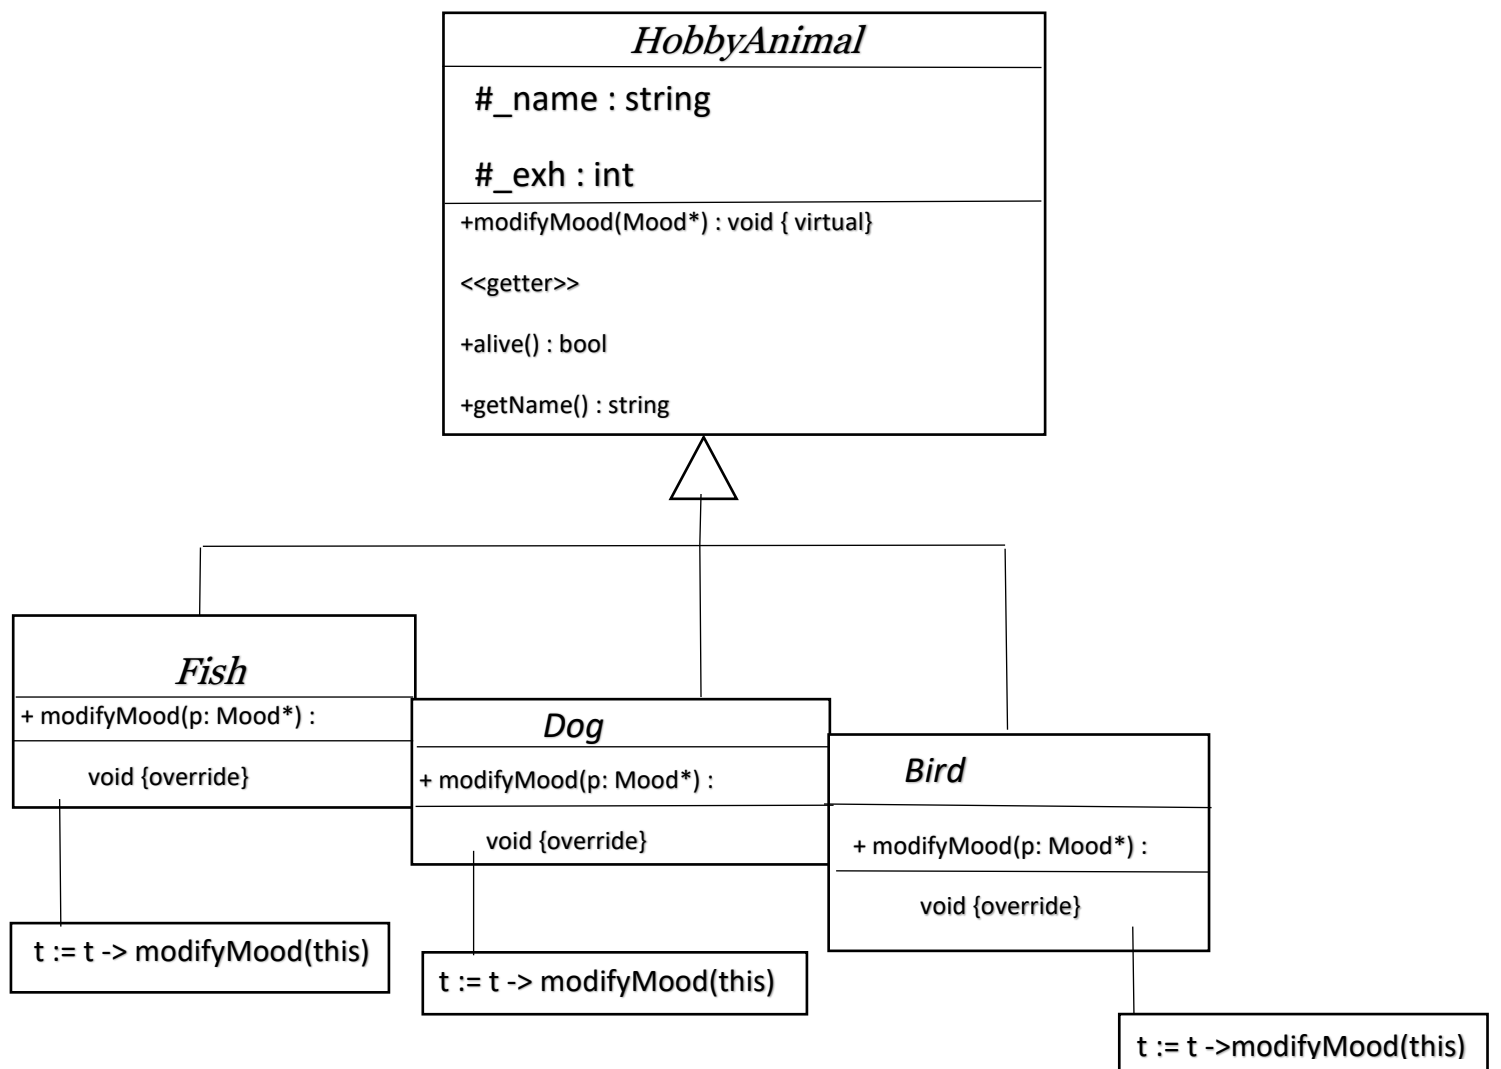 HobbyAnimal
#_name : string
#_exh : int
+modifyMood(Mood*) : void { virtual}
<<getter>>
+alive() : bool
+getName() : string
Fish
+ modifyMood(p: Mood*) :
void {override}
t := t -> modifyMood(this)
Dog
+ modifyMood(p: Mood*) :
void {override}
t := t -> modifyMood(this)
Bird
+ modifyMood(p: Mood*) :
void {override}
t := t ->modifyMood(this)